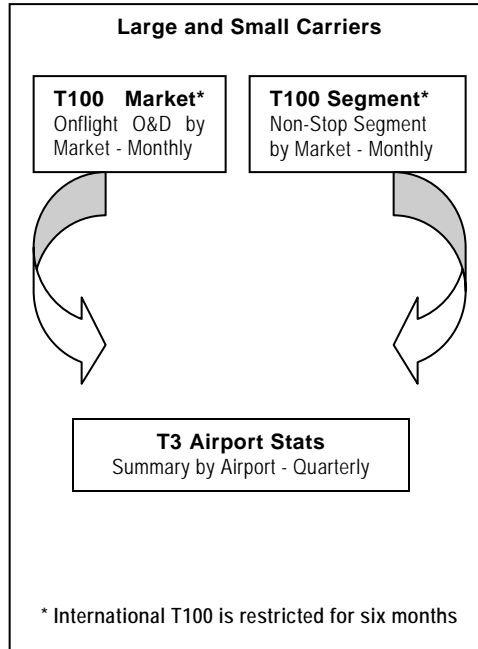 Large and Small Carriers
T100 Market*
Onflight O&D by
Market - Monthly
T100 Segment*
Non-Stop Segment
by Market - Monthly
T3 Airport Stats
Summary by Airport - Quarterly
* International T100 is restricted for six months